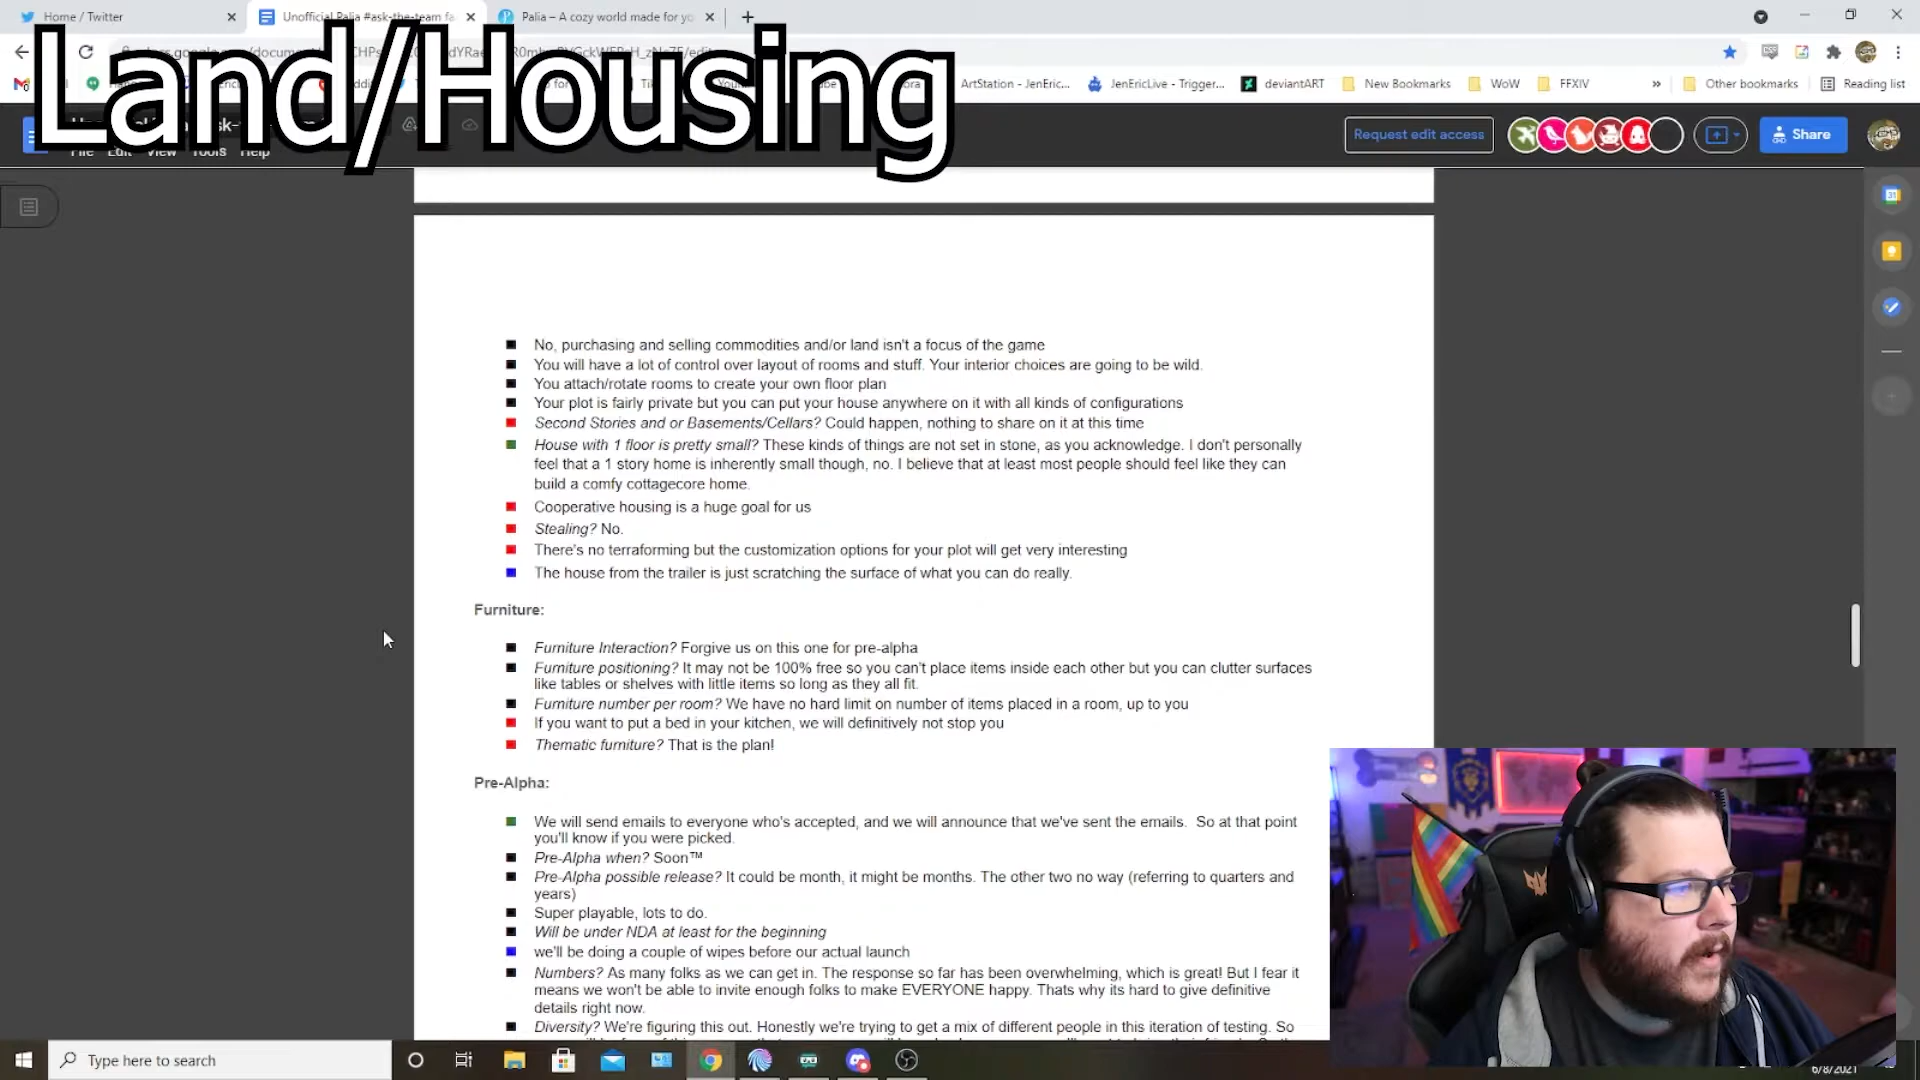 Home / Twitter
Unofficial Palia #ask-the-team fa
Palia – A cozy world made for yo
Land/Housing
ArtStation - JenEric...
JenEricLive - Trigger...
deviantART
New Bookmarks
WoW
FFXIV
»
Other bookmarks
Reading list
Request edit access
Share
File Edit View Tools Help
No, purchasing and selling commodities and/or land isn't a focus of the game
You will have a lot of control over layout of rooms and stuff. Your interior choices are going to be wild.
You attach/rotate rooms to create your own floor plan
Your plot is fairly private but you can put your house anywhere on it with all kinds of configurations
Second Stories and or Basements/Cellars? Could happen, nothing to share on it at this time
House with 1 floor is pretty small? These kinds of things are not set in stone, as you acknowledge. I don't personally
feel that a 1 story home is inherently small though, no. I believe that at least most people should feel like they can
build a comfy cottagecore home.
Cooperative housing is a huge goal for us
Stealing? No.
There's no terraforming but the customization options for your plot will get very interesting
The house from the trailer is just scratching the surface of what you can do really.
Furniture:
Furniture Interaction? Forgive us on this one for pre-alpha
Furniture positioning? It may not be 100% free so you can't place items inside each other but you can clutter surfaces
like tables or shelves with little items so long as they all fit.
Furniture number per room? We have no hard limit on number of items placed in a room, up to you
If you want to put a bed in your kitchen, we will definitively not stop you
Thematic furniture? That is the plan!
Pre-Alpha:
We will send emails to everyone who's accepted, and we will announce that we've sent the emails. So at that point
you'll know if you were picked.
Pre-Alpha when? Soon™
Pre-Alpha possible release? It could be month, it might be months. The other two no way (referring to quarters and
years)
Super playable, lots to do.
Will be under NDA at least for the beginning
we'll be doing a couple of wipes before our actual launch
Numbers? As many folks as we can get in. The response so far has been overwhelming, which is great! But I fear it
means we won't be able to invite enough folks to make EVERYONE happy. Thats why its hard to give definitive
details right now.
Diversity? We're figuring this out. Honestly we're trying to get a mix of different people in this iteration of testing. So
Type here to search
6/8/2021